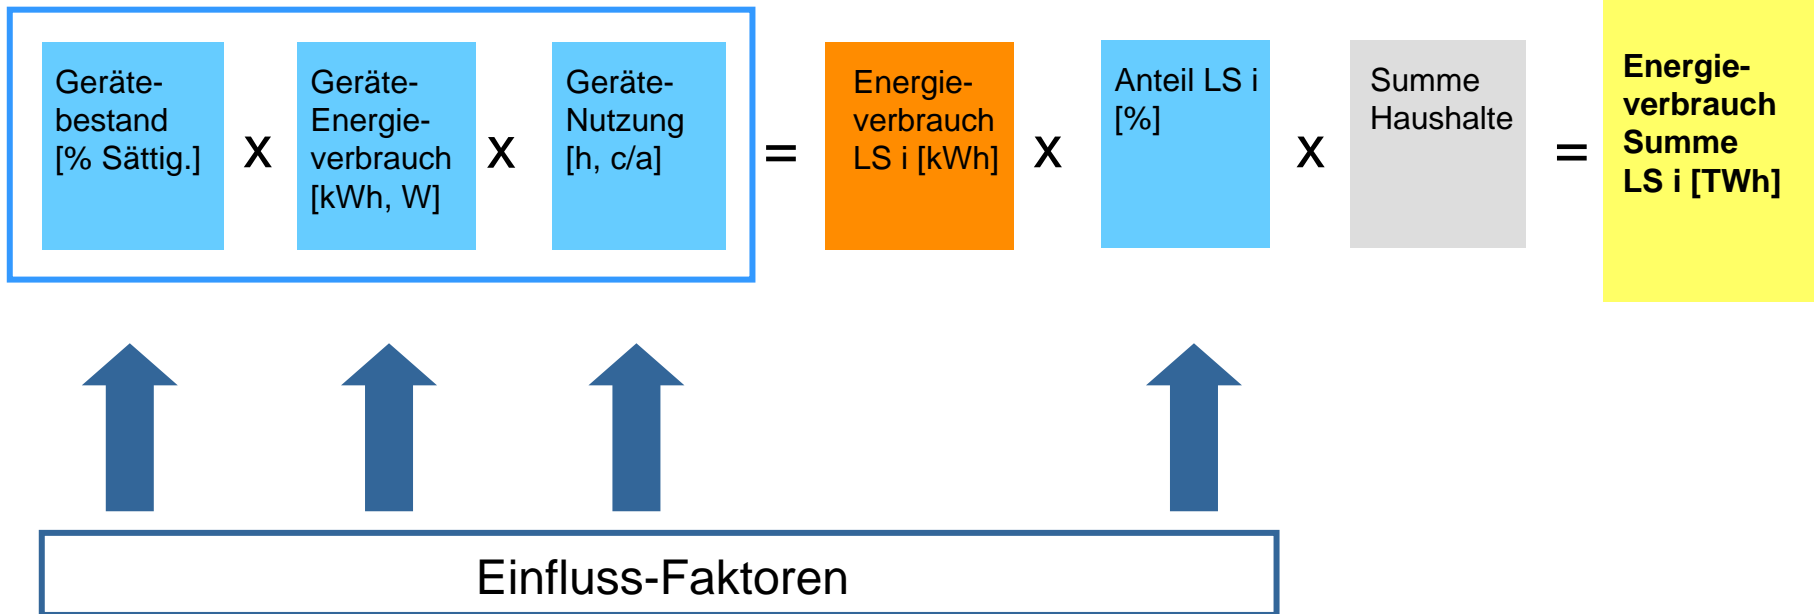 Geräte-
bestand
[% Sättig.]
x
Geräte-
Energie-
verbrauch
[kWh, W]
x
Geräte-
Nutzung
[h, c/a]
=
Energie-
verbrauch
LS i [kWh]
x
Anteil LS i
[%]
x
Summe
Haushalte
=
Energie-
verbrauch
Summe
LS i [TWh]
Einfluss-Faktoren